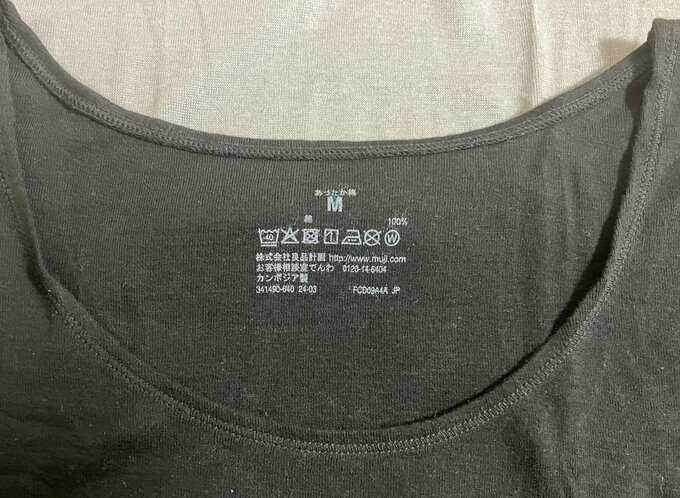 あったか綿
M
綿 100%
40
株式会社良品計画 http://www.muji.com
お客様相談室でんわ 0120-14-6404
カンボジア製
341490-640 24-03 FCD09A4A JP